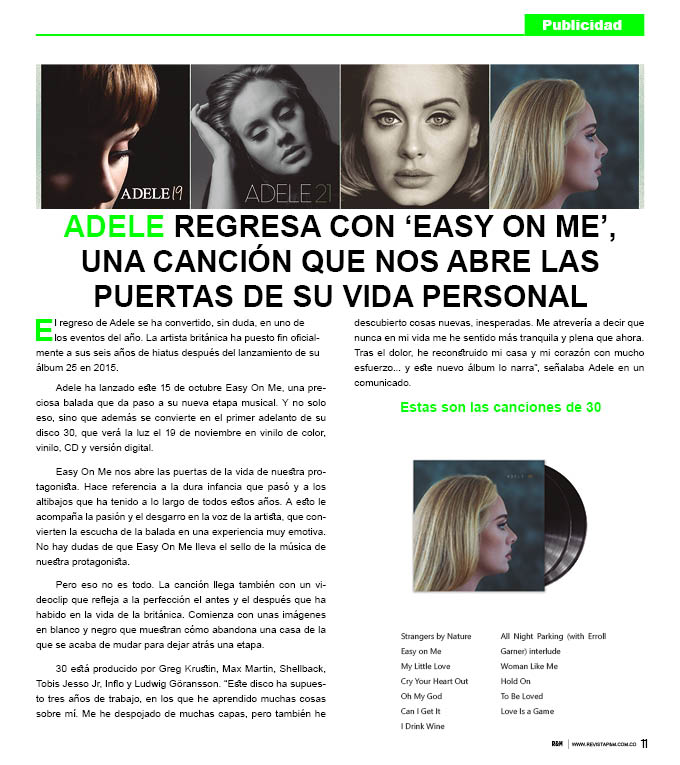 Publicidad
ADELE 19
ADELE 21
ADELE REGRESA CON ‘EASY ON ME’,
UNA CANCIÓN QUE NOS ABRE LAS
PUERTAS DE SU VIDA PERSONAL
El regreso de Adele se ha convertido, sin duda, en uno de
los eventos del año. La artista británica ha puesto fin oficial-
mente a sus seis años de hiatus después del lanzamiento de su
álbum 25 en 2015.
Adele ha lanzado este 15 de octubre Easy On Me, una pre-
ciosa balada que da paso a su nueva etapa musical. Y no solo
eso, sino que además se convierte en el primer adelanto de su
disco 30, que verá la luz el 19 de noviembre en vinilo de color,
vinilo, CD y versión digital.
Easy On Me nos abre las puertas de la vida de nuestra pro-
tagonista. Hace referencia a la dura infancia que pasó y a los
altibajos que ha tenido a lo largo de todos estos años. A esto le
acompaña la pasión y el desgarro en la voz de la artista, que con-
vierten la escucha de la balada en una experiencia muy emotiva.
No hay dudas de que Easy On Me lleva el sello de la música de
nuestra protagonista.
Pero eso no es todo. La canción llega también con un vi-
deoclip que refleja a la perfección el antes y el después que ha
habido en la vida de la británica. Comienza con unas imágenes
en blanco y negro que muestran cómo abandona una casa de la
que se acaba de mudar para dejar atrás una etapa.
30 está producido por Greg Krustin, Max Martin, Shellback,
Tobis Jesso Jr, Inflo y Ludwig Göransson. “Este disco ha supues-
to tres años de trabajo, en los que he aprendido muchas cosas
sobre mí. Me he despojado de muchas capas, pero también he
descubierto cosas nuevas, inesperadas. Me atrevería a decir que
nunca en mi vida me he sentido más tranquila y plena que ahora.
Tras el dolor, he reconstruido mi casa y mi corazón con mucho
esfuerzo... y este nuevo álbum lo narra“, señalaba Adele en un
comunicado.
Estas son las canciones de 30
ADELE 30
Strangers by Nature
Easy on Me
My Little Love
Cry Your Heart Out
Oh My God
Can I Get It
I Drink Wine
All Night Parking (with Erroll
Garner) interlude
Woman Like Me
Hold On
To Be Loved
Love Is a Game
R&M | WWW.REVISTAP&M.COM.CO 11